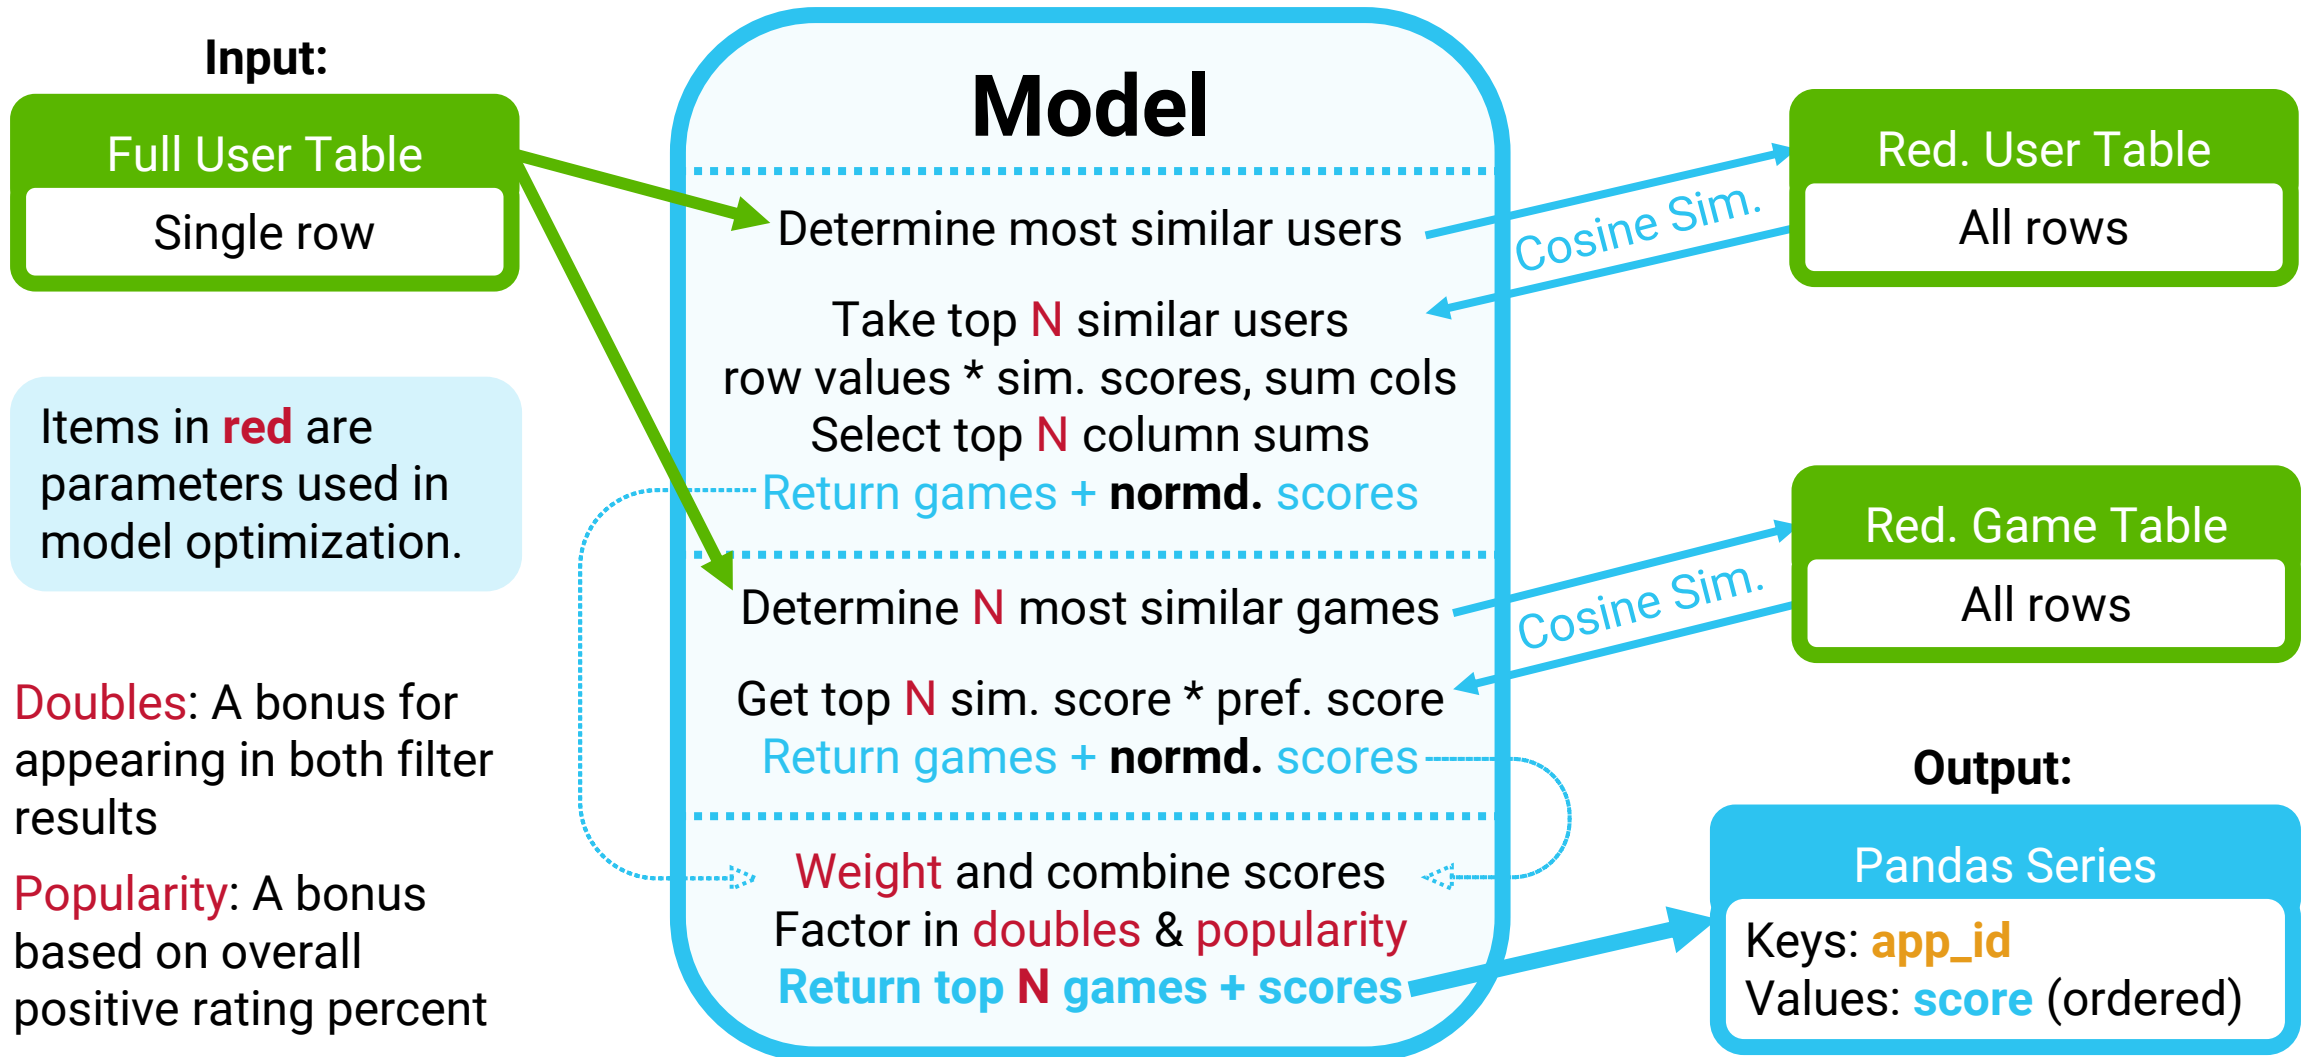 Input:
Full User Table
Single row
Items in red are
parameters used in
model optimization.
Doubles: A bonus for
appearing in both filter
results
Popularity: A bonus
based on overall
positive rating percent
Model
Determine most similar users
Take top N similar users
row values * sim. scores, sum cols
Select top N column sums
Return games + normd. scores
Determine N most similar games
Get top N sim. score * pref. score
Return games + normd. scores
Weight and combine scores
Factor in doubles & popularity
Return top N games + scores
Cosine Sim.
Red. User Table
All rows
Cosine Sim.
Red. Game Table
All rows
Output:
Pandas Series
Keys: app_id
Values: score (ordered)